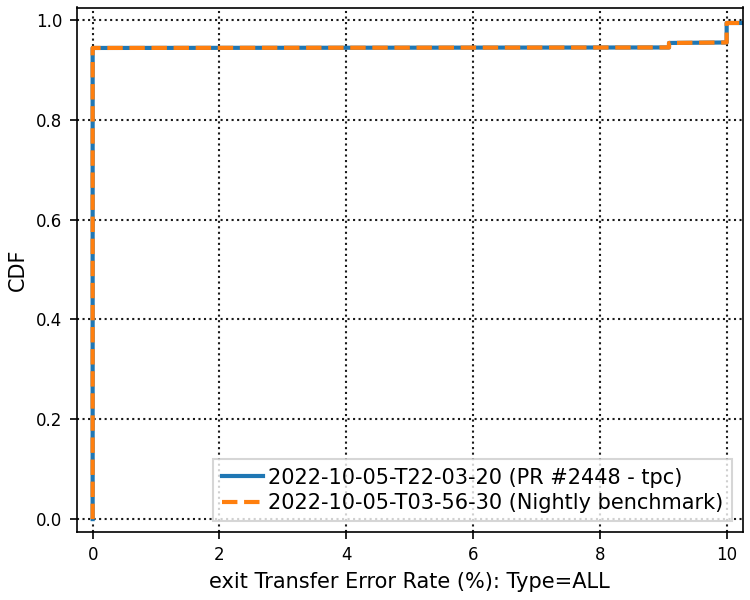 1.0
0.8
0.6
0.4
0.2
0.0
CDF
2022-10-05-T22-03-20 (PR #2448 - tpc)
2022-10-05-T03-56-30 (Nightly benchmark)
0 2 4 6 8 10
exit Transfer Error Rate (%): Type=ALL